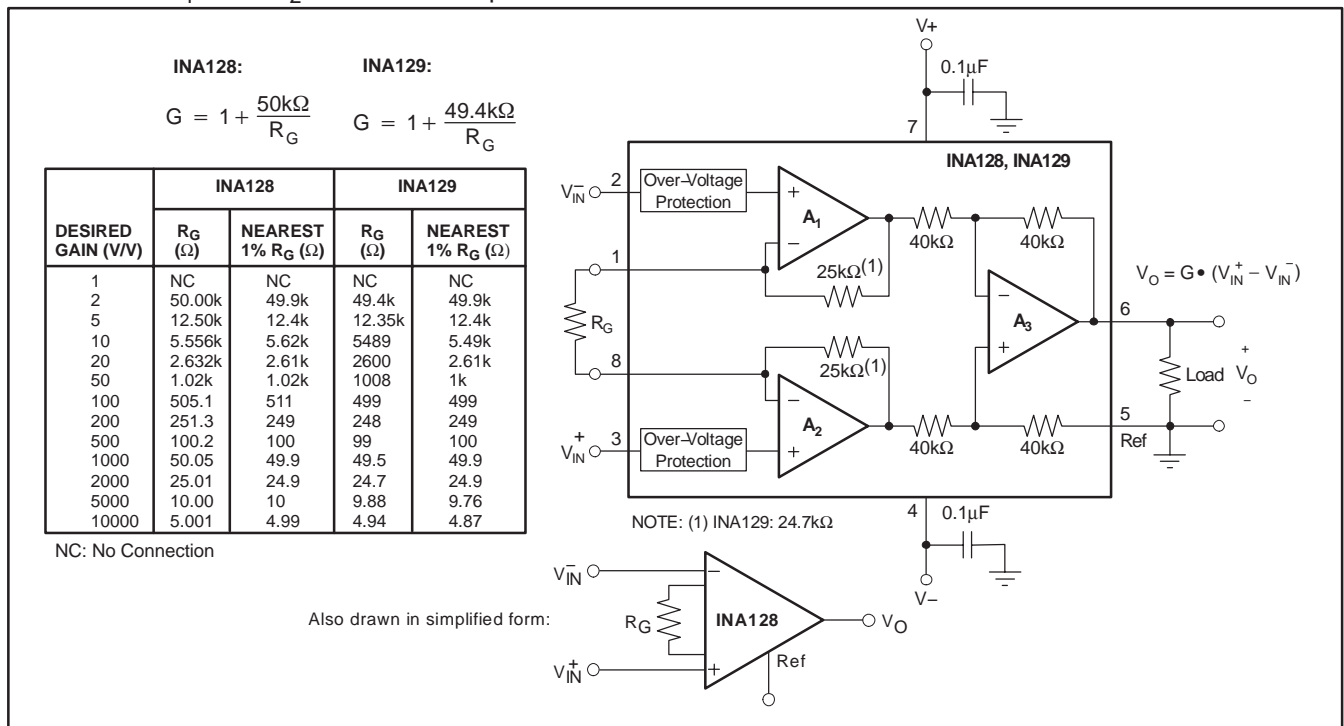 INA128:
INA129:
G = 1 + 50kΩ / R_G
G = 1 + 49.4kΩ / R_G
INA128 INA129
DESIRED GAIN (V/V) R_G (Ω) NEAREST 1% R_G (Ω) R_G (Ω) NEAREST 1% R_G (Ω)
1 NC NC NC NC
2 50.00k 49.9k 49.4k 49.9k
5 12.50k 12.4k 12.35k 12.4k
10 5.556k 5.62k 5489 5.49k
20 2.632k 2.61k 2600 2.61k
50 1.02k 1.02k 1008 1k
100 505.1 511 499 499
200 251.3 249 248 249
500 100.2 100 99 100
1000 50.05 49.9 49.5 49.9
2000 25.01 24.9 24.7 24.9
5000 10.00 10 9.88 9.76
10000 5.001 4.99 4.94 4.87
NC: No Connection
V+
0.1µF
7
INA128, INA129
V_IN^- 2 Over-Voltage Protection
+
A1
−
40kΩ 40kΩ
1
25kΩ(1)
R_G
−
A3
+
6
V_O = G • (V_IN^+ − V_IN^-)
8
25kΩ(1)
−
A2
+
V_IN^+ 3 Over-Voltage Protection
40kΩ 40kΩ
5
Ref
Load
+
V_O
−
4
0.1µF
V−
NOTE: (1) INA129: 24.7kΩ
Also drawn in simplified form:
V_IN^-
−
R_G
INA128
V_O
V_IN^+
+
Ref